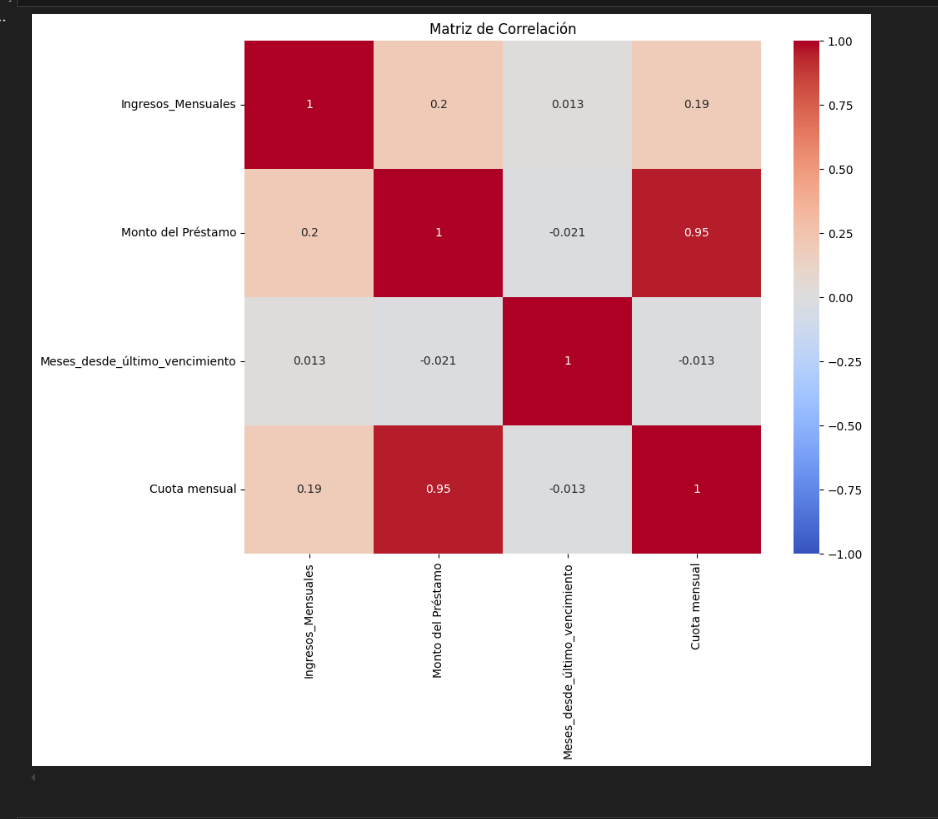 Matriz de Correlación
Ingresos_Mensuales
1
0.2
0.013
0.19
Monto del Préstamo
0.2
1
-0.021
0.95
Meses_desde_último_vencimiento
0.013
-0.021
1
-0.013
Cuota mensual
0.19
0.95
-0.013
1
Ingresos_Mensuales
Monto del Préstamo
Meses_desde_último_vencimiento
Cuota mensual
1.00
0.75
0.50
0.25
0.00
−0.25
−0.50
−0.75
−1.00